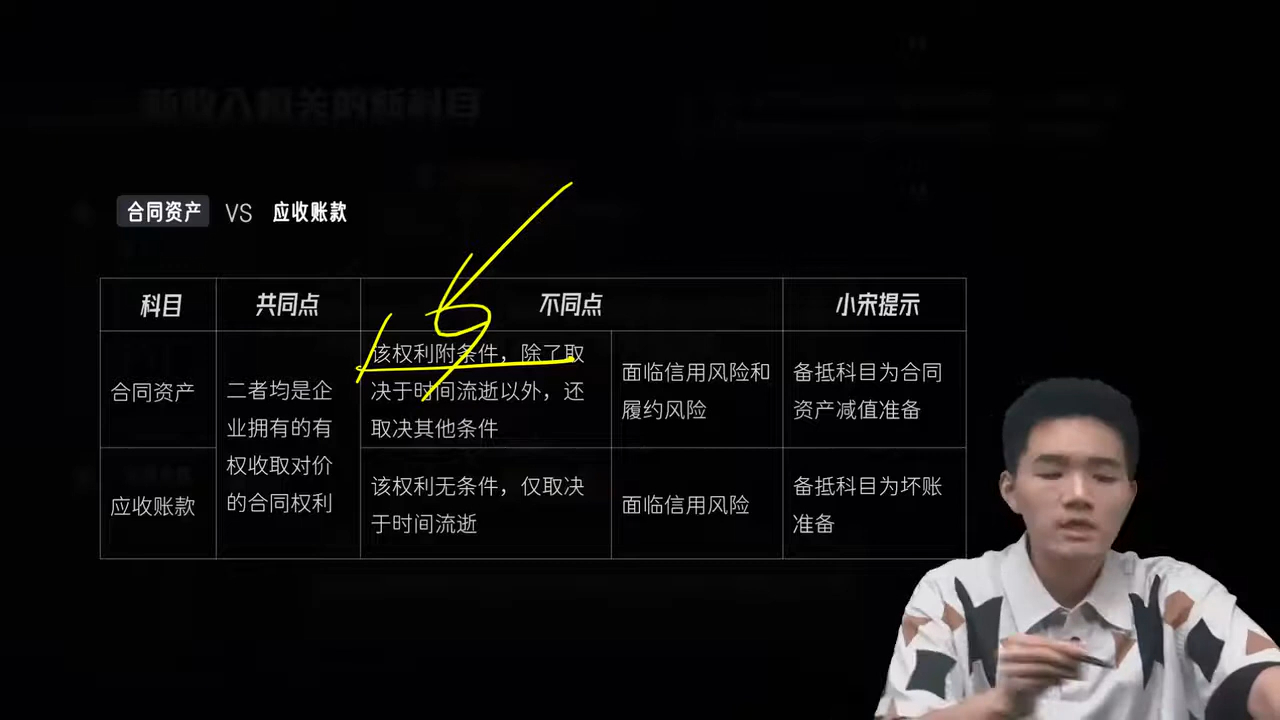 合同资产 VS 应收账款
科目 共同点 不同点 小宋提示
合同资产
二者均是企
业拥有的有
权收取对价
的合同权利
该权利附条件，除了取
决于时间流逝以外，还
取决其他条件
面临信用风险和
履约风险
备抵科目为合同
资产减值准备
应收账款
该权利无条件，仅取决
于时间流逝
面临信用风险
备抵科目为坏账
准备